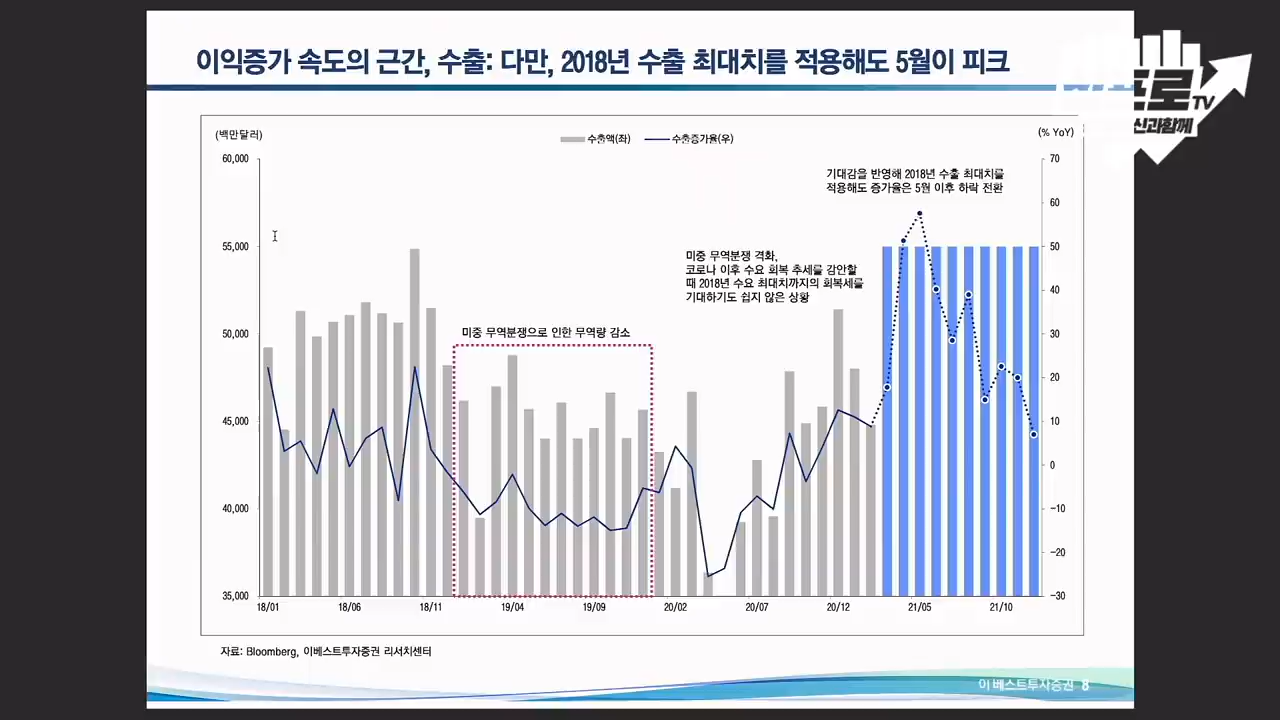 이익증가 속도의 근간, 수출: 다만, 2018년 수출 최대치를 적용해도 5월이 피크
프로TV
신과함께
(백만달러)
수출액(좌)
수출증가율(우)
(% YoY)
60,000
55,000
50,000
45,000
40,000
35,000
70
60
50
40
30
20
10
0
-10
-20
-30
기대감을 반영해 2018년 수출 최대치를
적용해도 증가율은 5월 이후 하락 전환
미중 무역분쟁 격화,
코로나 이후 수요 회복 추세를 감안할
때 2018년 수요 최대치까지의 회복세를
기대하기도 쉽지 않은 상황
미중 무역분쟁으로 인한 무역량 감소
18/01 18/06 18/11 19/04 19/09 20/02 20/07 20/12 21/05 21/10
자료: Bloomberg, 이베스트투자증권 리서치센터
이베스트투자증권 8